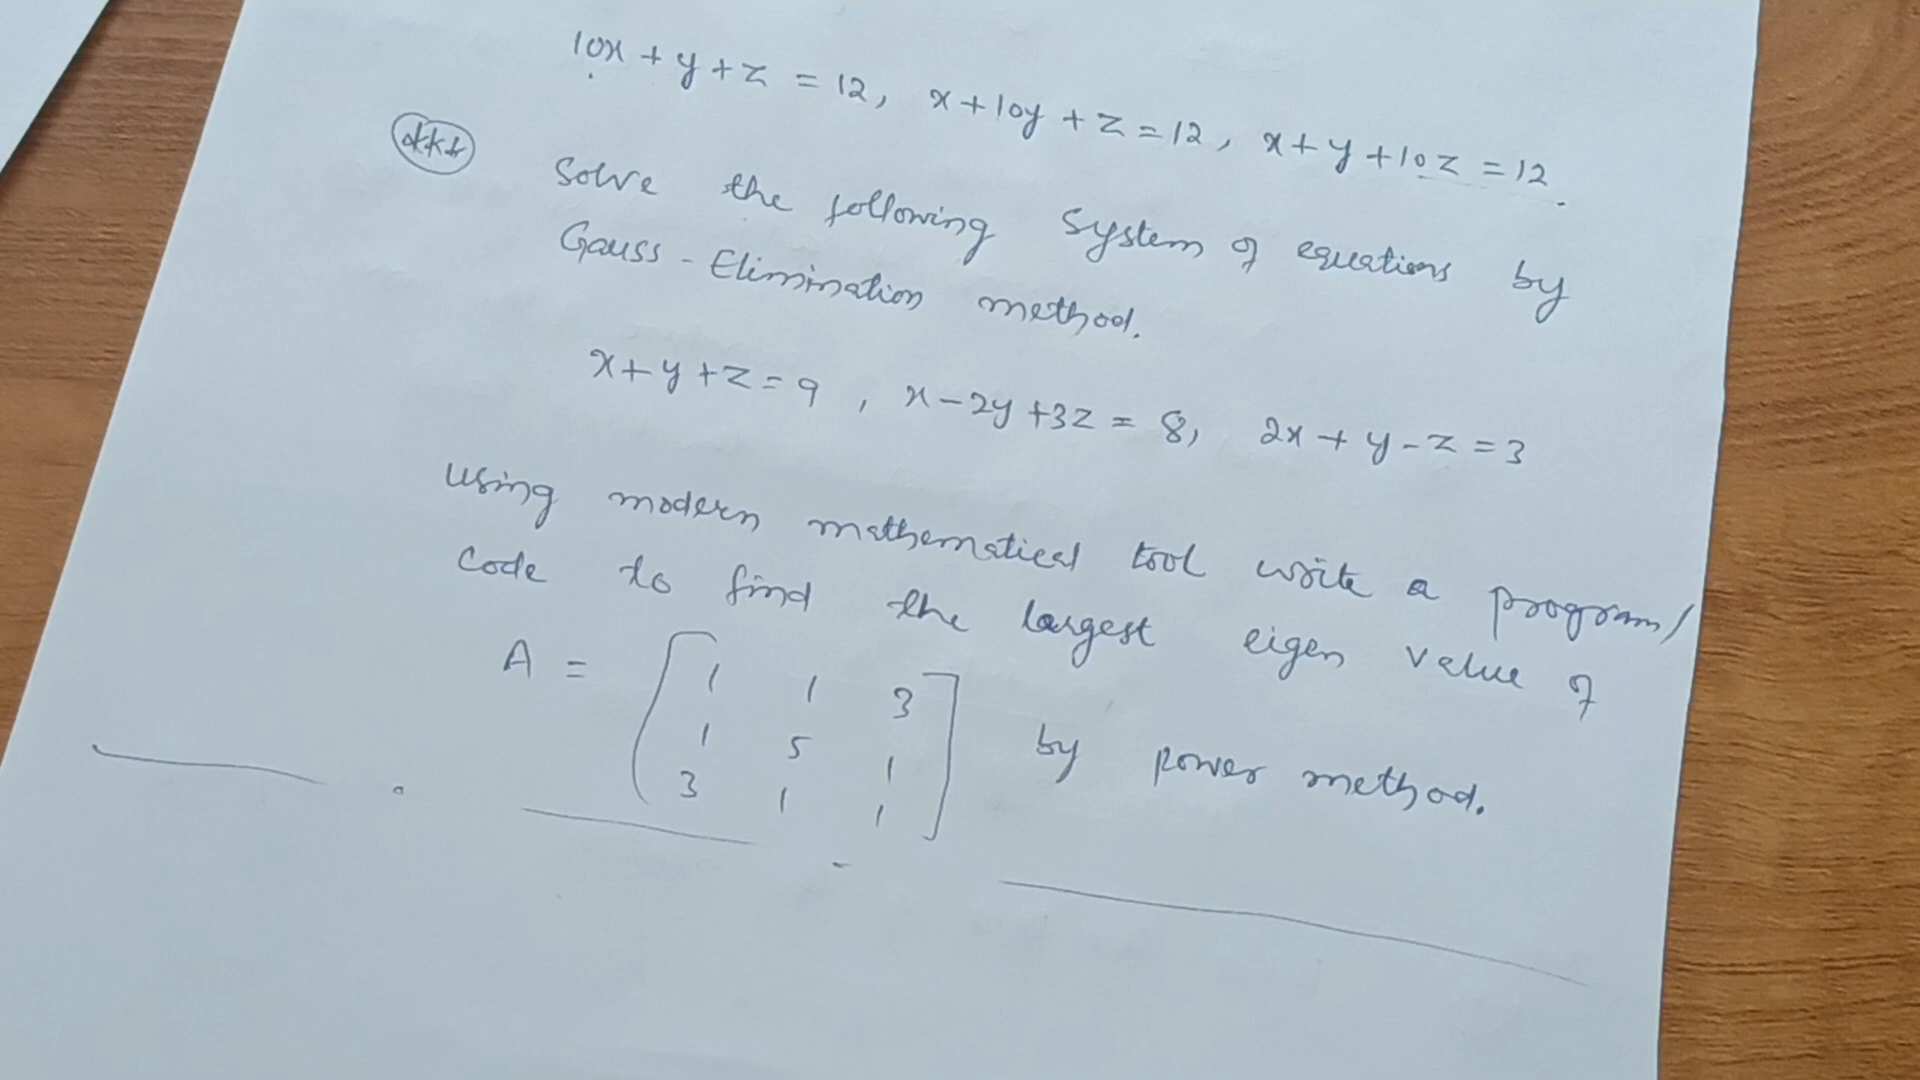 10x + y + z = 12, x + 10y + z = 12, x + y + 10z = 12.
Solve the following system of equations by
Gauss - Elimination method.
x + y + z = 9, x - 2y + 3z = 8, 2x + y - z = 3
Using modern mathematical tool write a program/
code to find the largest eigen value of
A = [1 1 3
1 5 1
3 1 1] by power method.